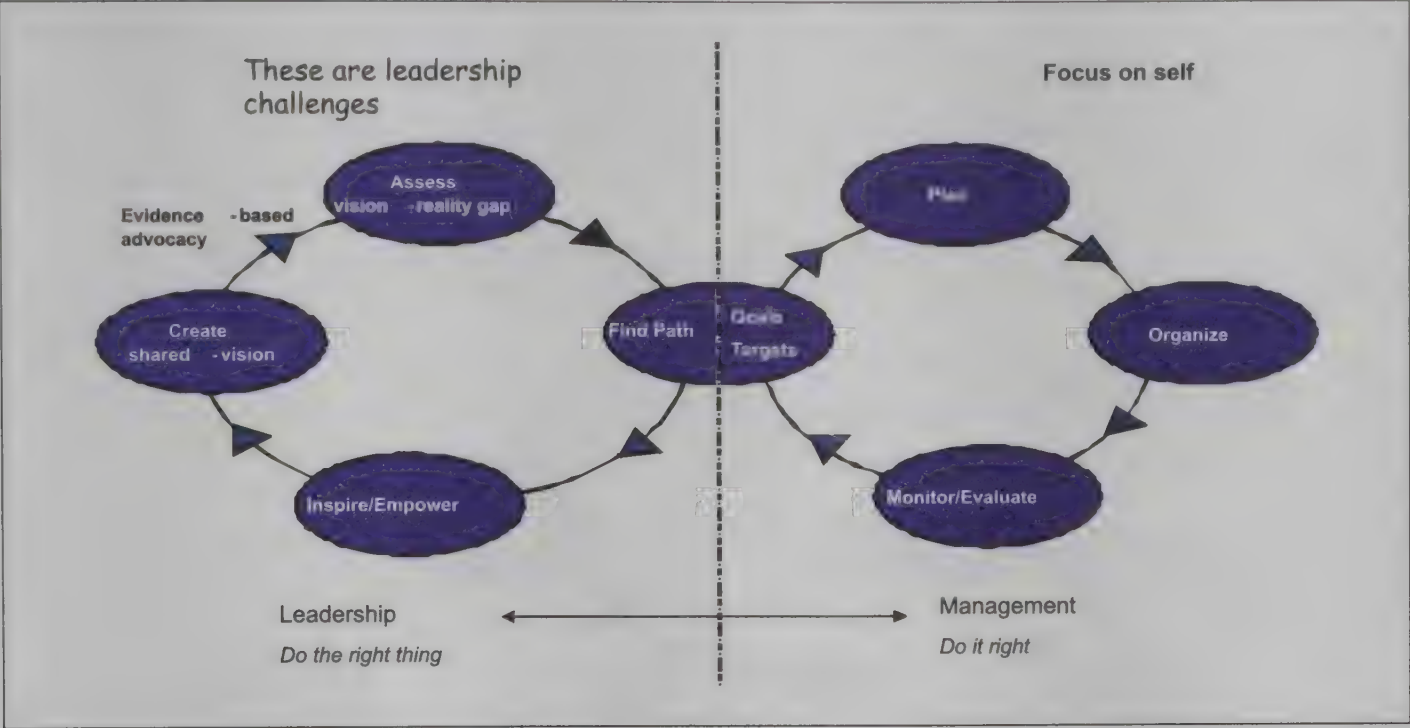 These are leadership
challenges
Focus on self
Assess
vision -reality gap
Evidence -based
advocacy
Plan
Create
shared -vision
Find Path
Goals
Targets
Organize
Inspire/Empower
Monitor/Evaluate
Leadership
Do the right thing
Management
Do it right